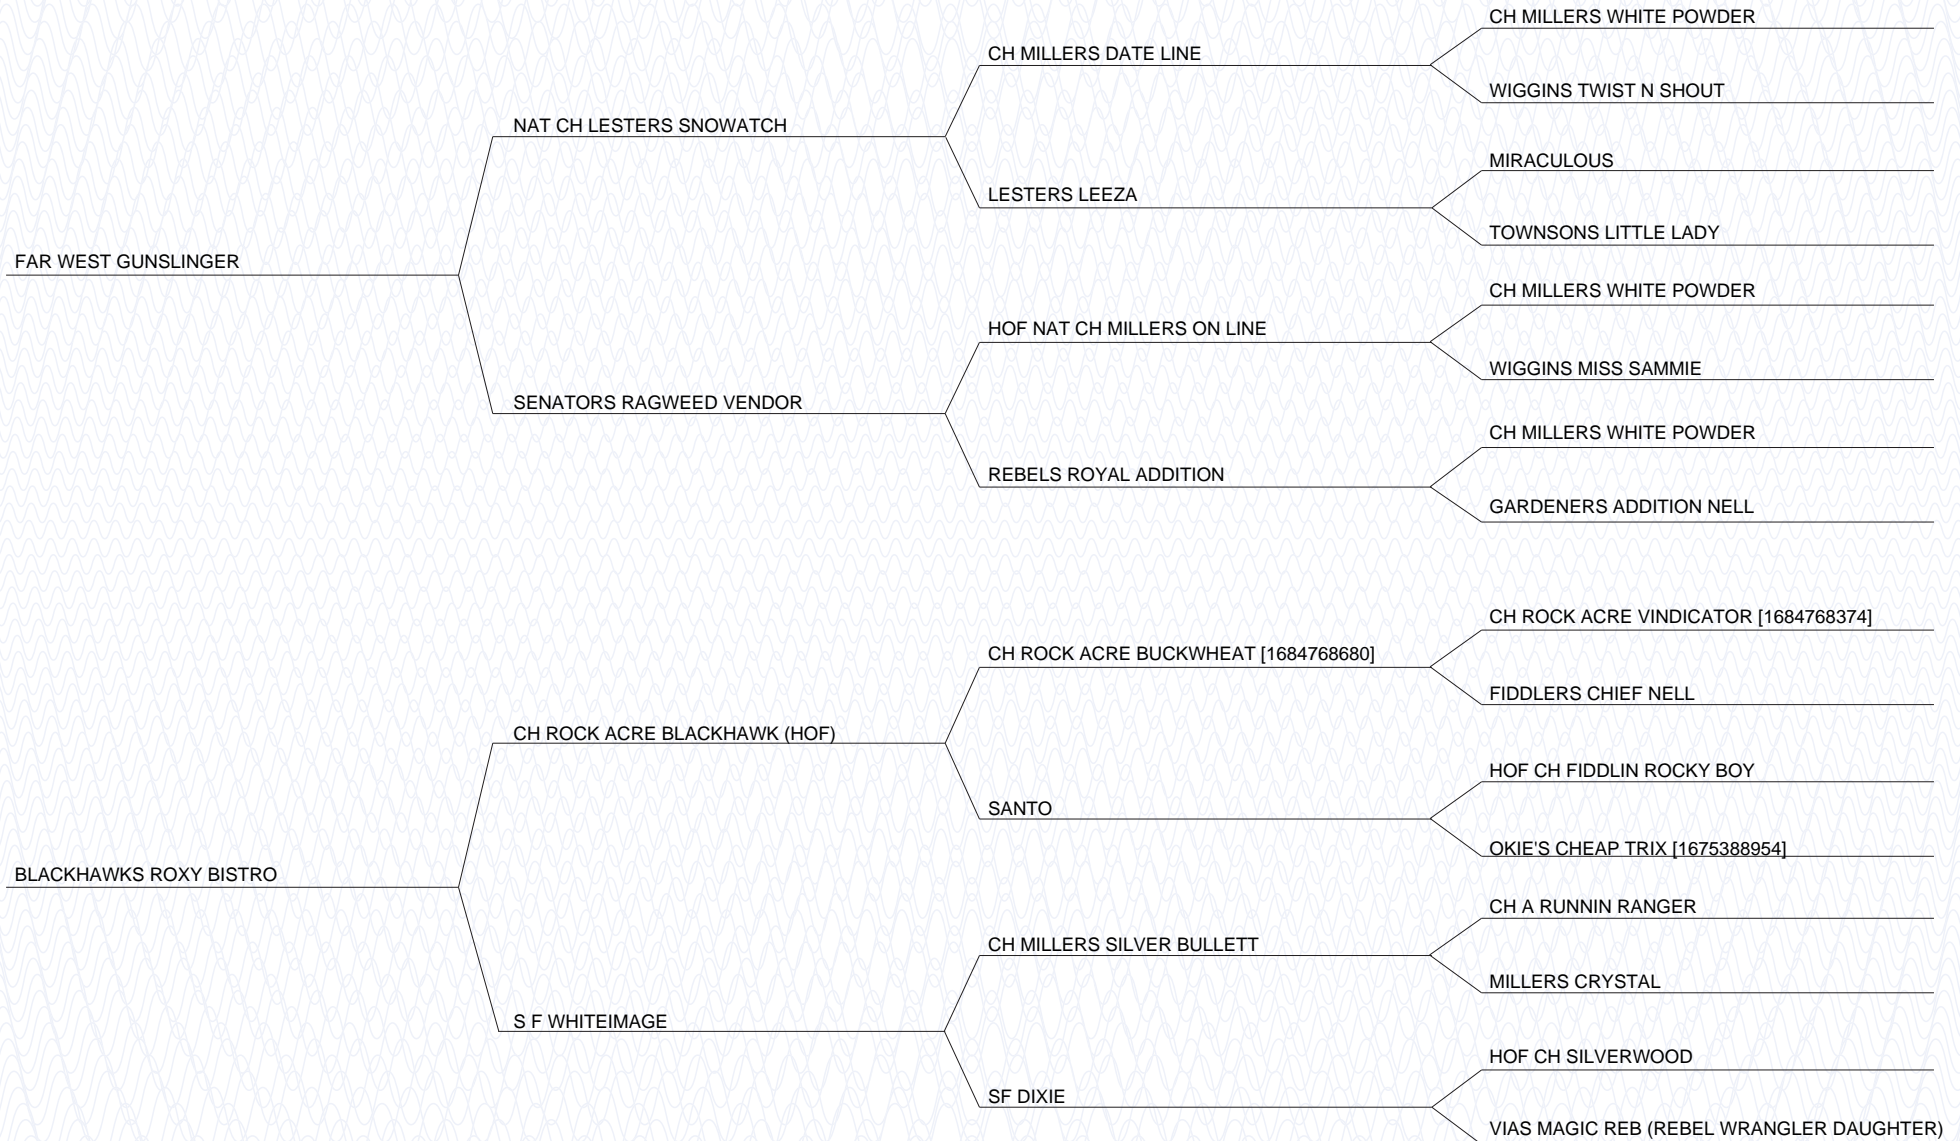 CH MILLERS WHITE POWDER
CH MILLERS DATE LINE
WIGGINS TWIST N SHOUT
NAT CH LESTERS SNOWATCH
MIRACULOUS
LESTERS LEEZA
TOWNSONS LITTLE LADY
FAR WEST GUNSLINGER
CH MILLERS WHITE POWDER
HOF NAT CH MILLERS ON LINE
WIGGINS MISS SAMMIE
SENATORS RAGWEED VENDOR
CH MILLERS WHITE POWDER
REBELS ROYAL ADDITION
GARDENERS ADDITION NELL
CH ROCK ACRE VINDICATOR [1684768374]
CH ROCK ACRE BUCKWHEAT [1684768680]
FIDDLERS CHIEF NELL
CH ROCK ACRE BLACKHAWK (HOF)
HOF CH FIDDLIN ROCKY BOY
SANTO
OKIE'S CHEAP TRIX [1675388954]
BLACKHAWKS ROXY BISTRO
CH A RUNNIN RANGER
CH MILLERS SILVER BULLETT
MILLERS CRYSTAL
S F WHITEIMAGE
HOF CH SILVERWOOD
SF DIXIE
VIAS MAGIC REB (REBEL WRANGLER DAUGHTER)